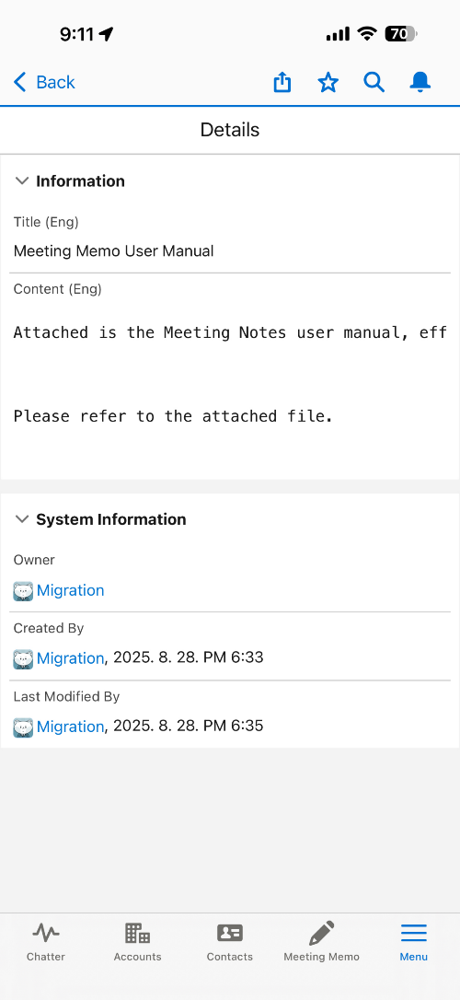 9:11
70
Back
Details
Information
Title (Eng)
Meeting Memo User Manual
Content (Eng)
Attached is the Meeting Notes user manual, eff
Please refer to the attached file.
System Information
Owner
Migration
Created By
Migration, 2025. 8. 28. PM 6:33
Last Modified By
Migration, 2025. 8. 28. PM 6:35
Chatter
Accounts
Contacts
Meeting Memo
Menu